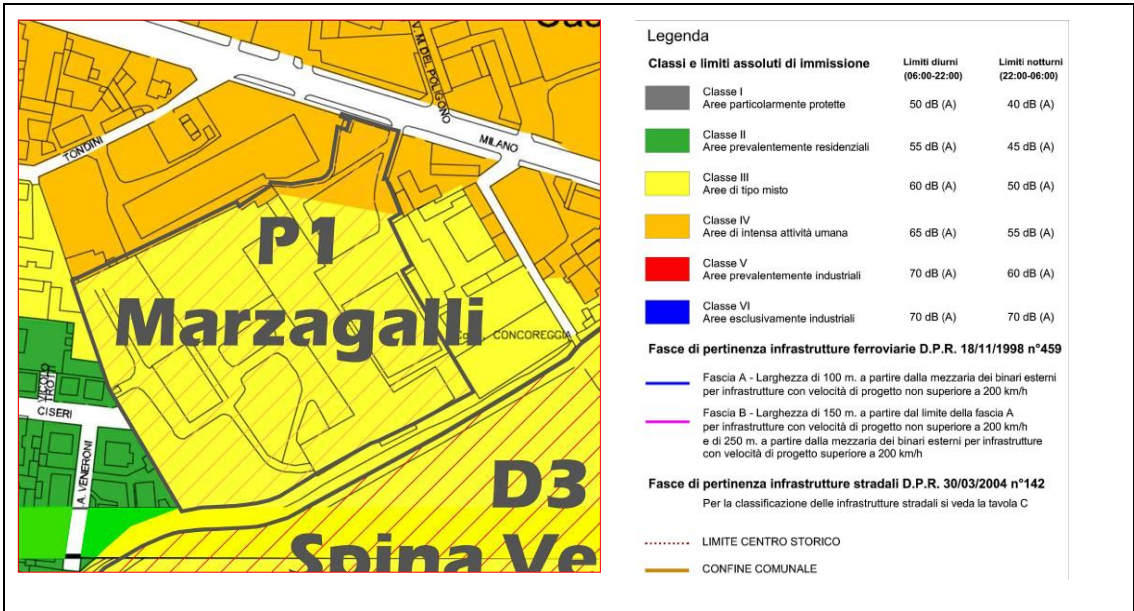 V. M. DEL POLIGONO
TONDINI
MILANO
P1
Marzagalli
CONCOREGGIA
VICOLO
TROTTI
CISERI
A. VENERONI
D3
Spina Ve
Legenda
Classi e limiti assoluti di immissione
Limiti diurni
(06:00-22:00)
Limiti notturni
(22:00-06:00)
Classe I
Aree particolarmente protette 50 dB (A) 40 dB (A)
Classe II
Aree prevalentemente residenziali 55 dB (A) 45 dB (A)
Classe III
Aree di tipo misto 60 dB (A) 50 dB (A)
Classe IV
Aree di intensa attività umana 65 dB (A) 55 dB (A)
Classe V
Aree prevalentemente industriali 70 dB (A) 60 dB (A)
Classe VI
Aree esclusivamente industriali 70 dB (A) 70 dB (A)
Fasce di pertinenza infrastrutture ferroviarie D.P.R. 18/11/1998 n°459
Fascia A - Larghezza di 100 m. a partire dalla mezzaria dei binari esterni
per infrastrutture con velocità di progetto non superiore a 200 km/h
Fascia B - Larghezza di 150 m. a partire dal limite della fascia A
per infrastrutture con velocità di progetto non superiore a 200 km/h
e di 250 m. a partire dalla mezzaria dei binari esterni per infrastrutture
con velocità di progetto superiore a 200 km/h
Fasce di pertinenza infrastrutture stradali D.P.R. 30/03/2004 n°142
Per la classificazione delle infrastrutture stradali si veda la tavola C
LIMITE CENTRO STORICO
CONFINE COMUNALE